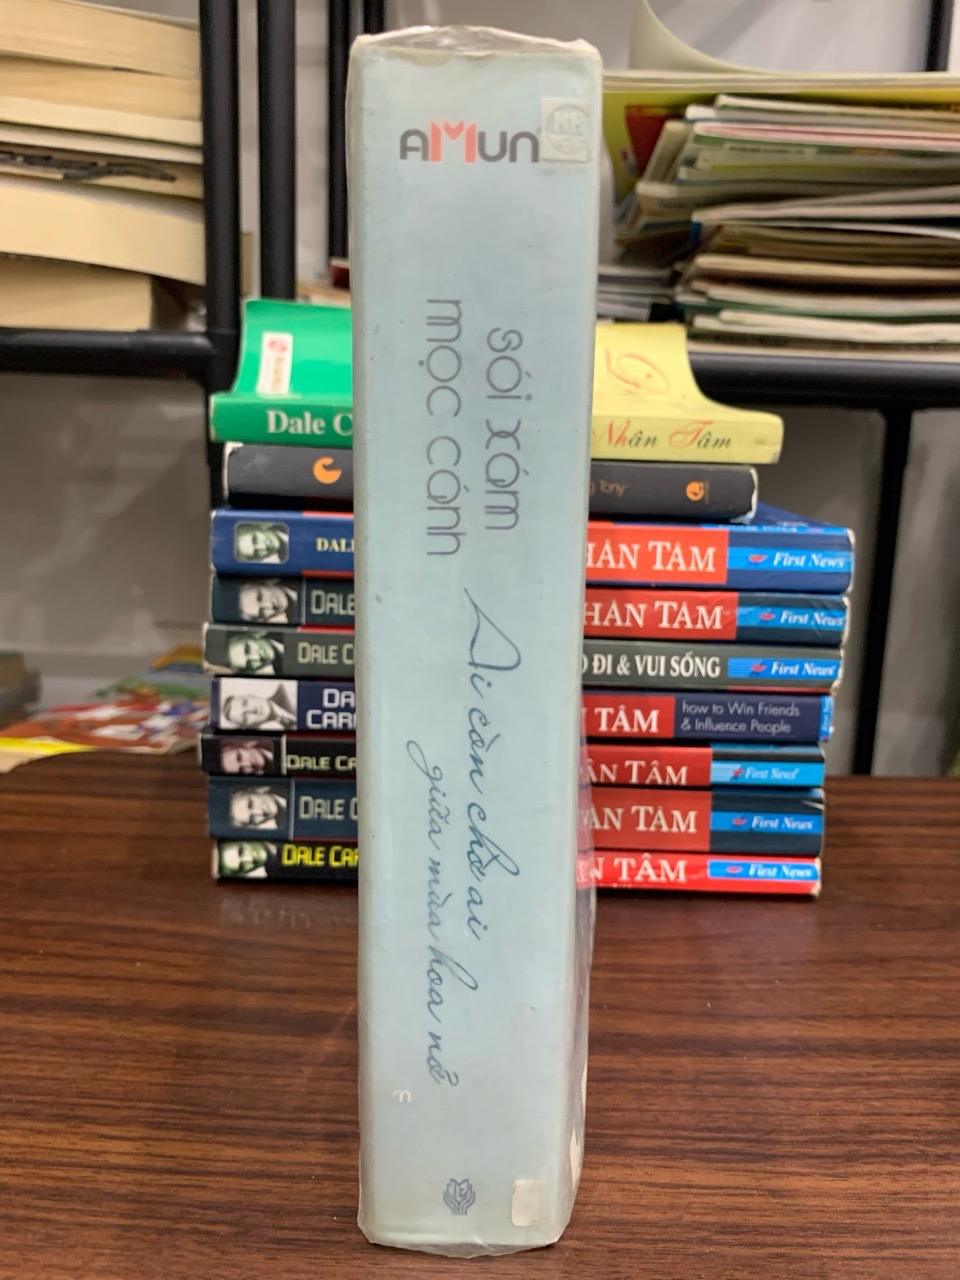 AMUN
sói xám
mọc cánh
Ai còn chờ ai
giữa mùa hoa nở
Dale C
Nhân Tâm
g Tony
DALE
HÂN TÂM
First News
DALE
HÂN TÂM
First News
DALE C
O ĐI & VUI SỐNG
First News
DA
CAR
TÂM
how to Win Friends
& Influence People
DALE CA
ÂN TÂM
First News
DALE C
ÂN TÂM
First News
DALE CAR
N TÂM
First News